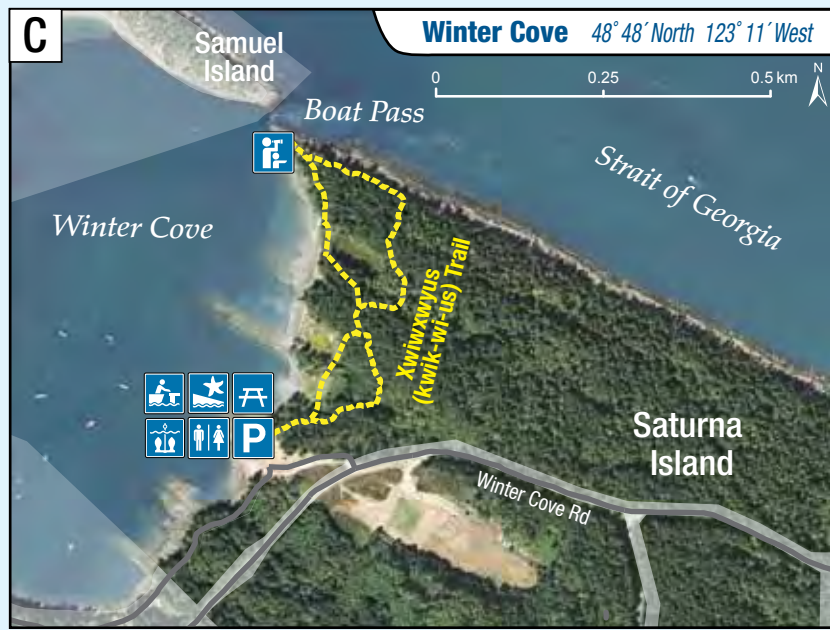 C
Winter Cove 48° 48´ North 123° 11´ West
Samuel
Island
0 0.25 0.5 km
N
Boat Pass
Strait of Georgia
Winter Cove
Xwiwxwyus
(kwik-wi-us) Trail
P
Saturna
Island
Winter Cove Rd